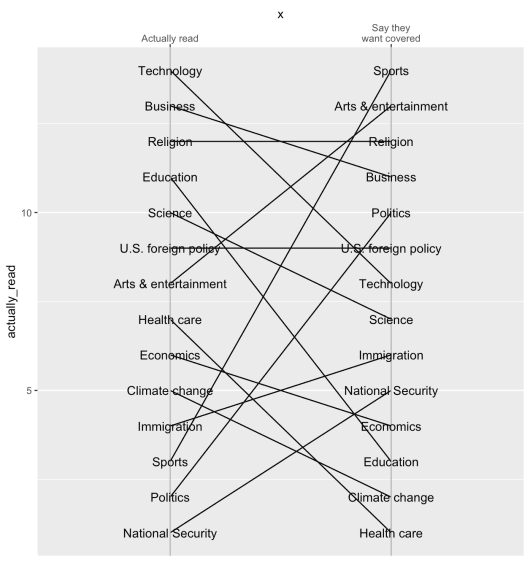 x
Actually read
Say they
want covered
Technology
Sports
Business
Arts & entertainment
Religion
Religion
Education
Business
10
Science
Politics
U.S. foreign policy
U.S. foreign policy
Arts & entertainment
Technology
actually_read
Health care
Science
Economics
Immigration
5
Climate change
National Security
Immigration
Economics
Sports
Education
Politics
Climate change
National Security
Health care